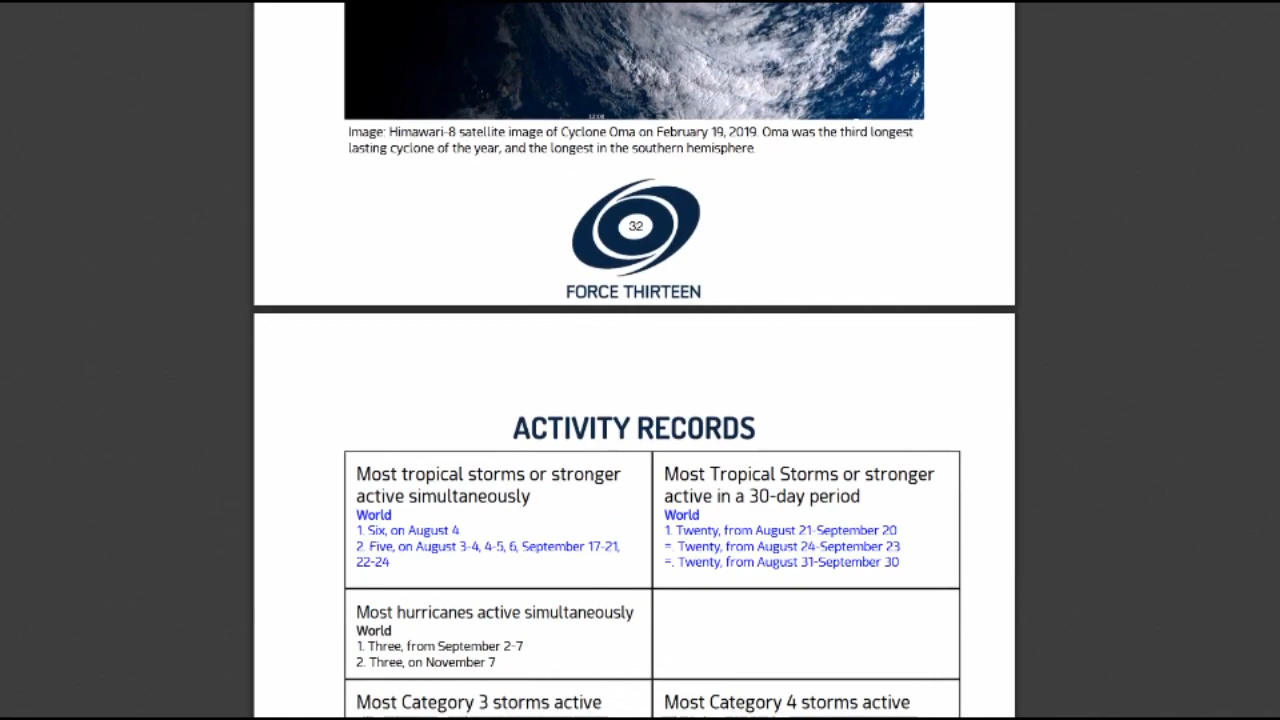 Image: Himawari-8 satellite image of Cyclone Oma on February 19, 2019. Oma was the third longest
lasting cyclone of the year, and the longest in the southern hemisphere.
32
FORCE THIRTEEN
ACTIVITY RECORDS
Most tropical storms or stronger
active simultaneously
World
1. Six, on August 4
2. Five, on August 3-4, 4-5, 6, September 17-21,
22-24
Most Tropical Storms or stronger
active in a 30-day period
World
1. Twenty, from August 21-September 20
=. Twenty, from August 24-September 23
=. Twenty, from August 31-September 30
Most hurricanes active simultaneously
World
1. Three, from September 2-7
2. Three, on November 7
Most Category 3 storms active
Most Category 4 storms active